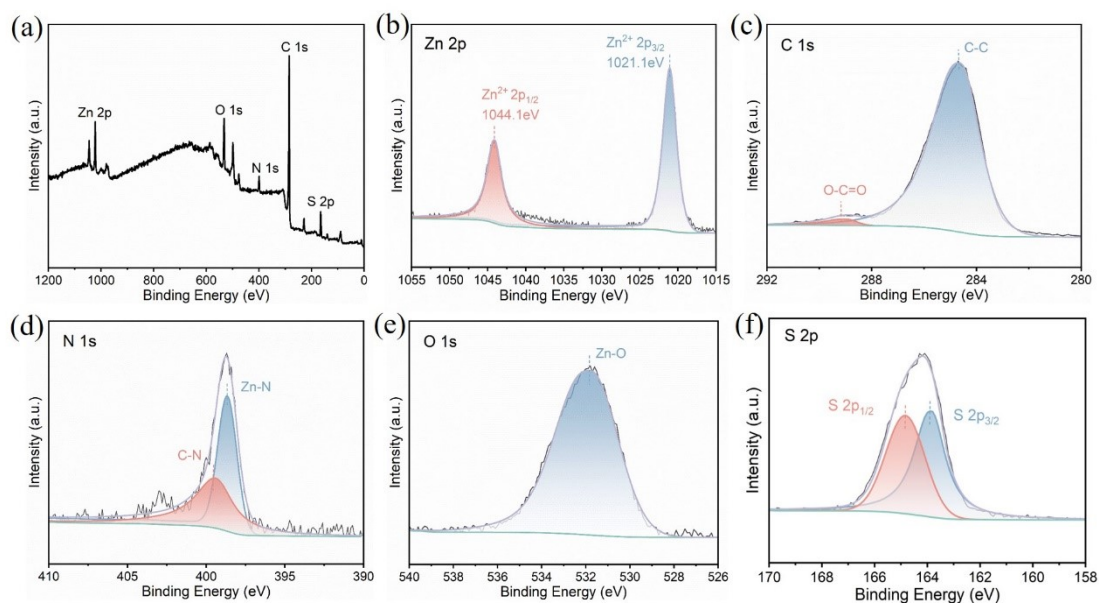 (a)
C 1s
Zn 2p
O 1s
N 1s
S 2p
Intensity (a.u.)
1200 1000 800 600 400 200 0
Binding Energy (eV)
(b)
Zn 2p
Zn²⁺ 2p₃/₂
1021.1eV
Zn²⁺ 2p₁/₂
1044.1eV
Intensity (a.u.)
1055 1050 1045 1040 1035 1030 1025 1020 1015
Binding Energy (eV)
(c)
C 1s
C-C
O-C=O
Intensity (a.u.)
292 288 284 280
Binding Energy (eV)
(d)
N 1s
Zn-N
C-N
Intensity (a.u.)
410 405 400 395 390
Binding Energy (eV)
(e)
O 1s
Zn-O
Intensity (a.u.)
540 538 536 534 532 530 528 526
Binding Energy (eV)
(f)
S 2p
S 2p₁/₂
S 2p₃/₂
Intensity (a.u.)
170 168 166 164 162 160 158
Binding Energy (eV)